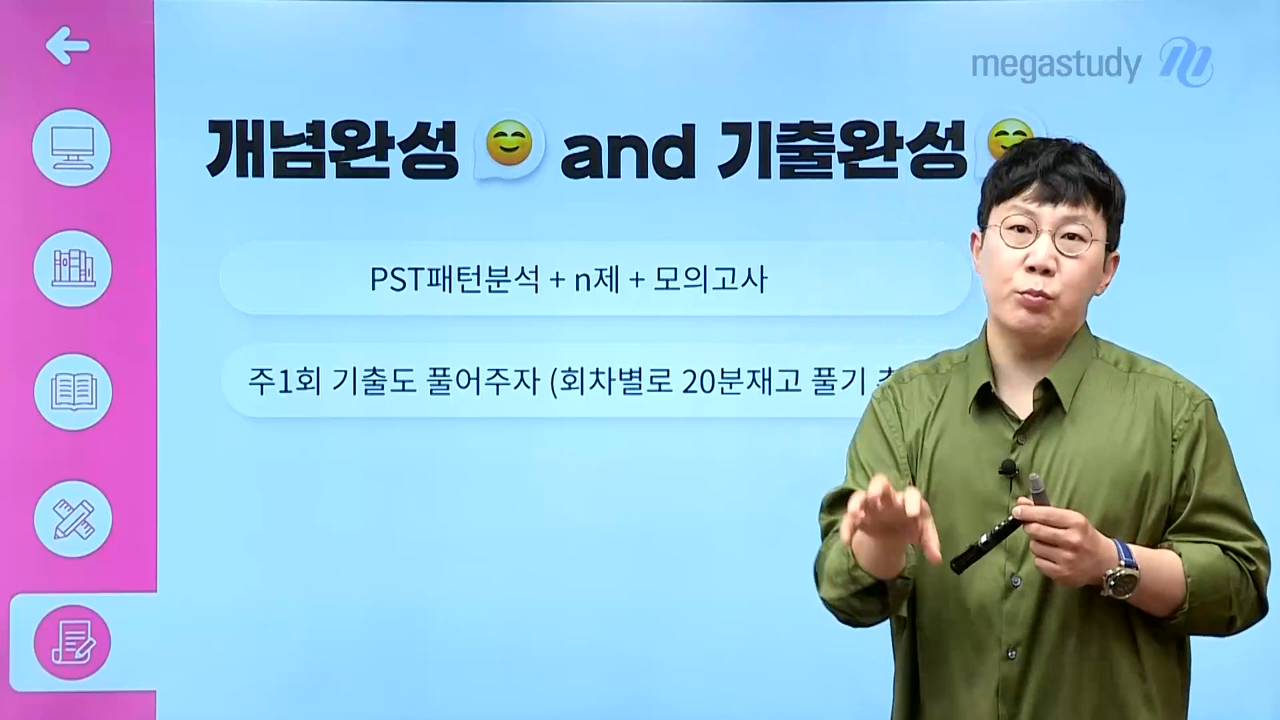 megastudy
개념완성 and 기출완성
PST패턴분석 + n제 + 모의고사
주1회 기출도 풀어주자 (회차별로 20분재고 풀기